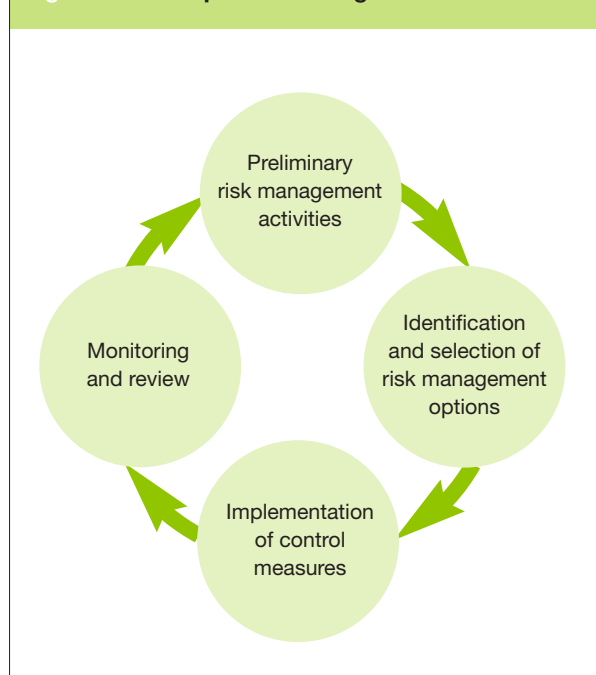 Preliminary
risk management
activities
Identification
and selection of
risk management
options
Monitoring
and review
Implementation
of control
measures